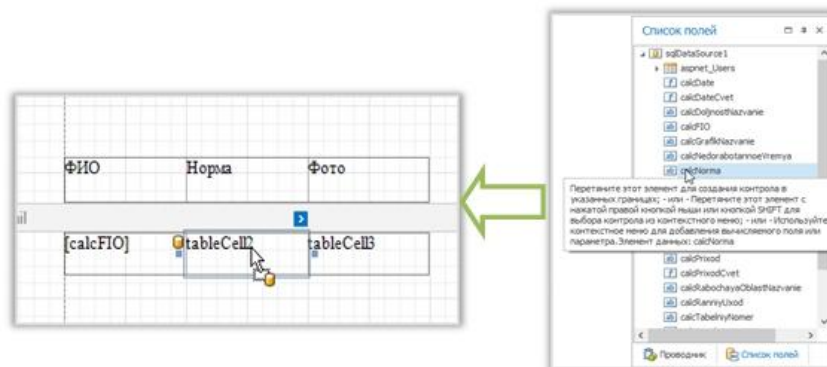 ФИО Норма Фото
[calcFIO] tableCell2 tableCell3
Список полей
sqlDataSource1
aspnet_Users
calcDate
calcDateCvet
calcDoljnostNazvanie
calcFIO
calcGrafikNazvanie
calcNedorabotannoeVremya
calcNorma
Перетяните этот элемент для создания контрола в
указанных границах; - или - Перетяните этот элемент с
нажатой правой кнопкой мыши или кнопкой SHIFT для
выбора контрола из контекстного меню; - или - Используйте
контекстное меню для добавления вычисляемого поля или
параметра.Элемент данных: calcNorma
calcPrixod
calcPrixodCvet
calcRabochayaOblastNazvanie
calcRanniyUxod
calcTabelniyNomer
Проводник Список полей